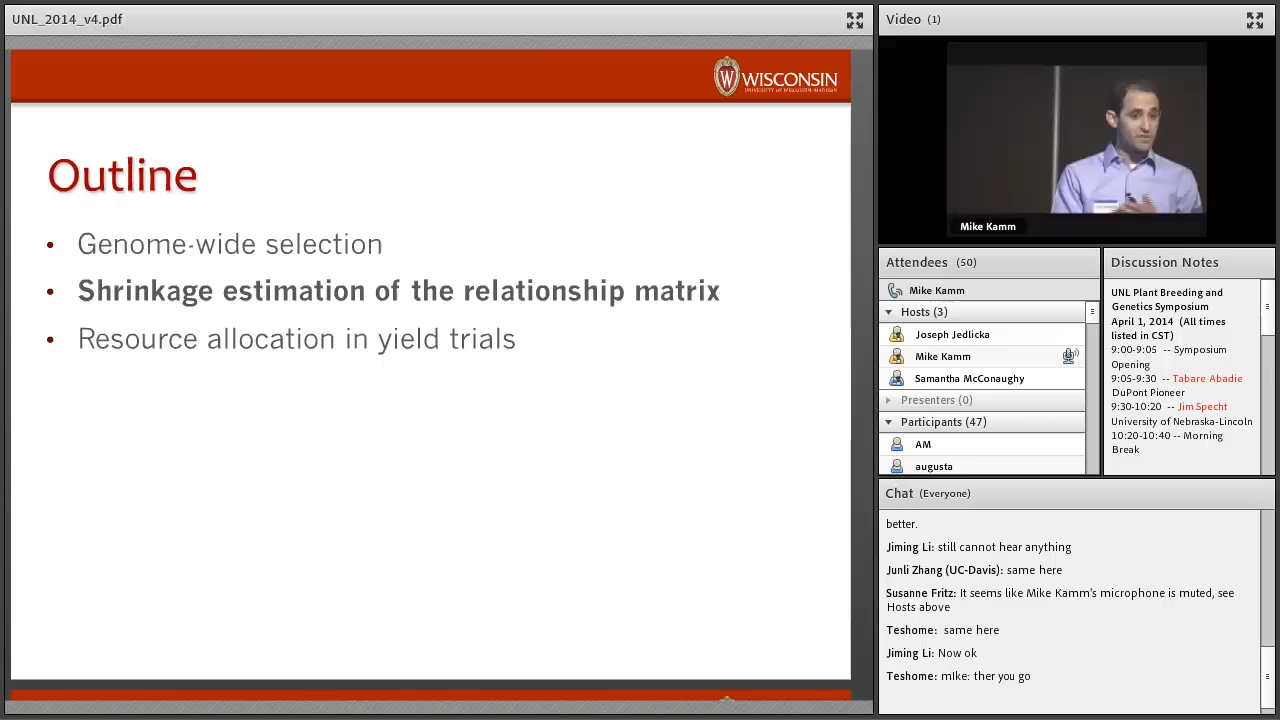 UNL_2014_v4.pdf
WISCONSIN
UNIVERSITY OF WISCONSIN-MADISON
Outline
• Genome-wide selection
• Shrinkage estimation of the relationship matrix
• Resource allocation in yield trials
Video (1)
Mike Kamm
Attendees (50)
Mike Kamm
Hosts (3)
Joseph Jedlicka
Mike Kamm
Samantha McConaughy
Presenters (0)
Participants (47)
AM
augusta
Discussion Notes
UNL Plant Breeding and
Genetics Symposium
April 1, 2014 (All times
listed in CST)
9:00-9:05 -- Symposium
Opening
9:05-9:30 -- Tabare Abadie
DuPont Pioneer
9:30-10:20 -- Jim Specht
University of Nebraska-Lincoln
10:20-10:40 -- Morning
Break
Chat (Everyone)
better.
Jiming Li: still cannot hear anything
Junli Zhang (UC-Davis): same here
Susanne Fritz: It seems like Mike Kamm's microphone is muted, see
Hosts above
Teshome: same here
Jiming Li: Now ok
Teshome: mIke: ther you go